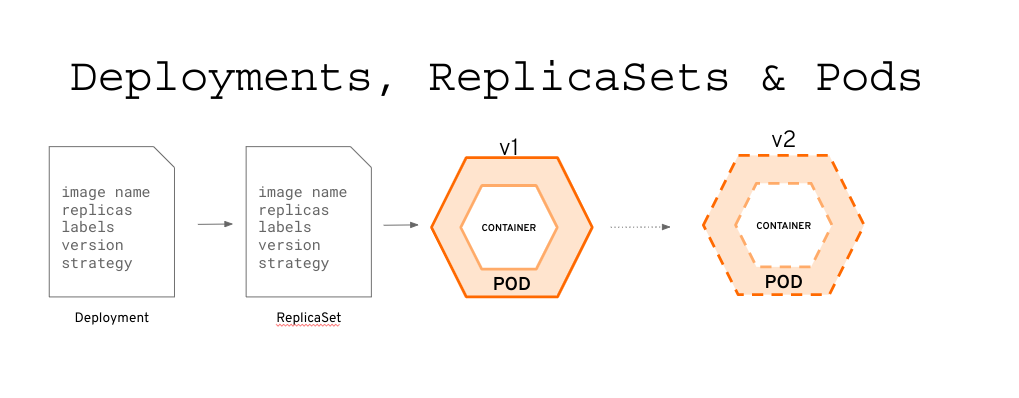 Deployments, ReplicaSets & Pods
image name
replicas
labels
version
strategy
Deployment
image name
replicas
labels
version
strategy
ReplicaSet
v1
CONTAINER
POD
v2
CONTAINER
POD